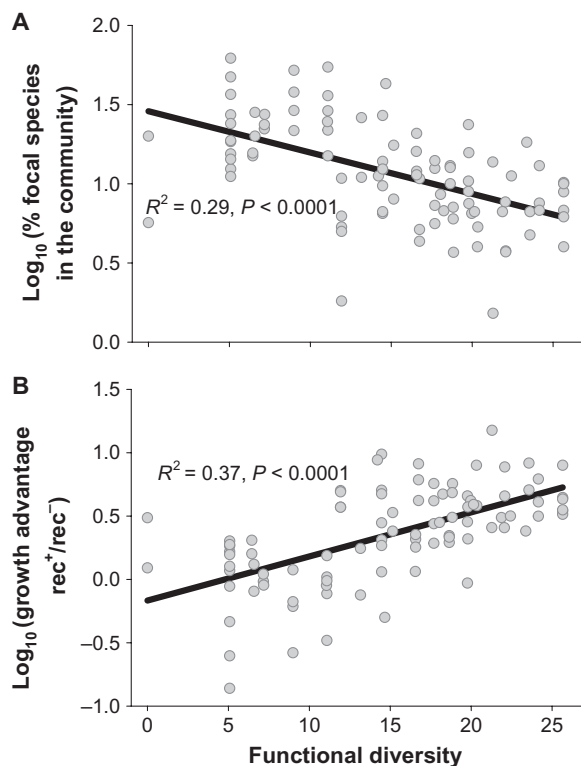 A
2.0
1.5
1.0
0.5
0.0
Log₁₀ (% focal species
in the community)
R² = 0.29, P < 0.0001
B
1.5
1.0
0.5
0.0
−0.5
−1.0
Log₁₀ (growth advantage
rec⁺/rec⁻)
R² = 0.37, P < 0.0001
0 5 10 15 20 25
Functional diversity